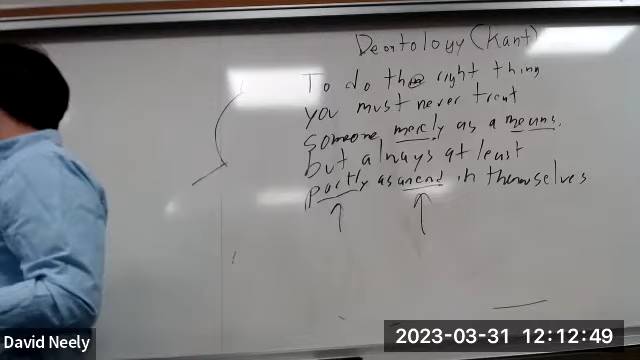 Deontology (Kant)
To do the right thing
you must never treat
someone merely as a means,
but always at least
partly as an end in themselves
David Neely
2023-03-31 12:12:49